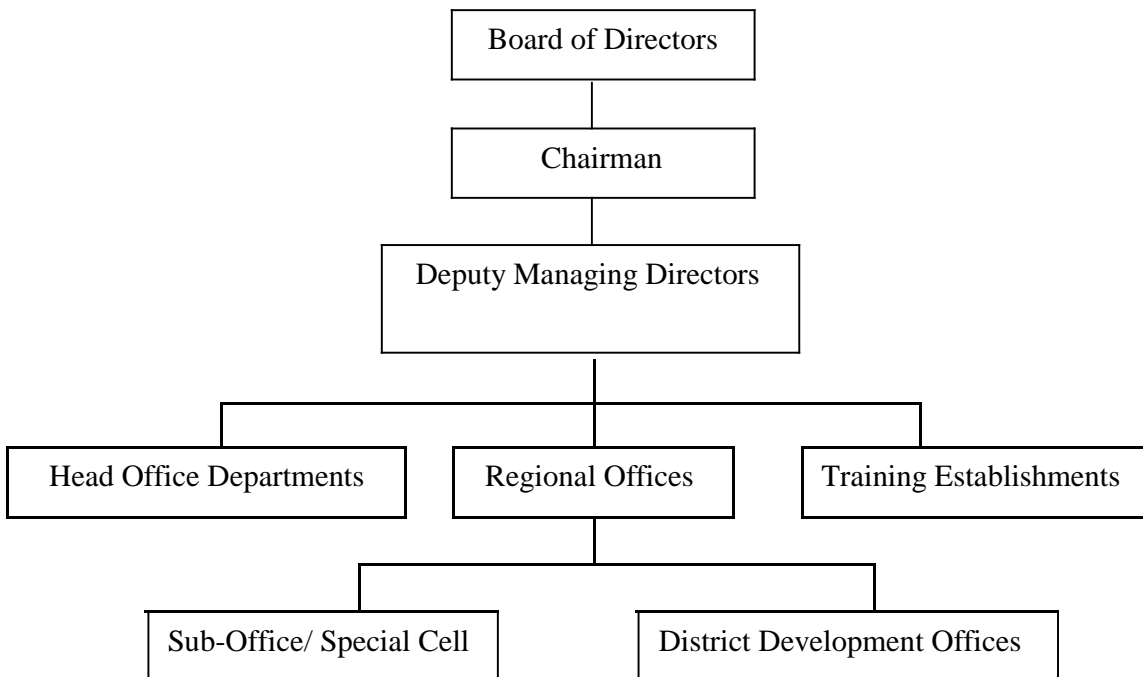 Board of Directors
Chairman
Deputy Managing Directors
Head Office Departments
Regional Offices
Training Establishments
Sub-Office/ Special Cell
District Development Offices